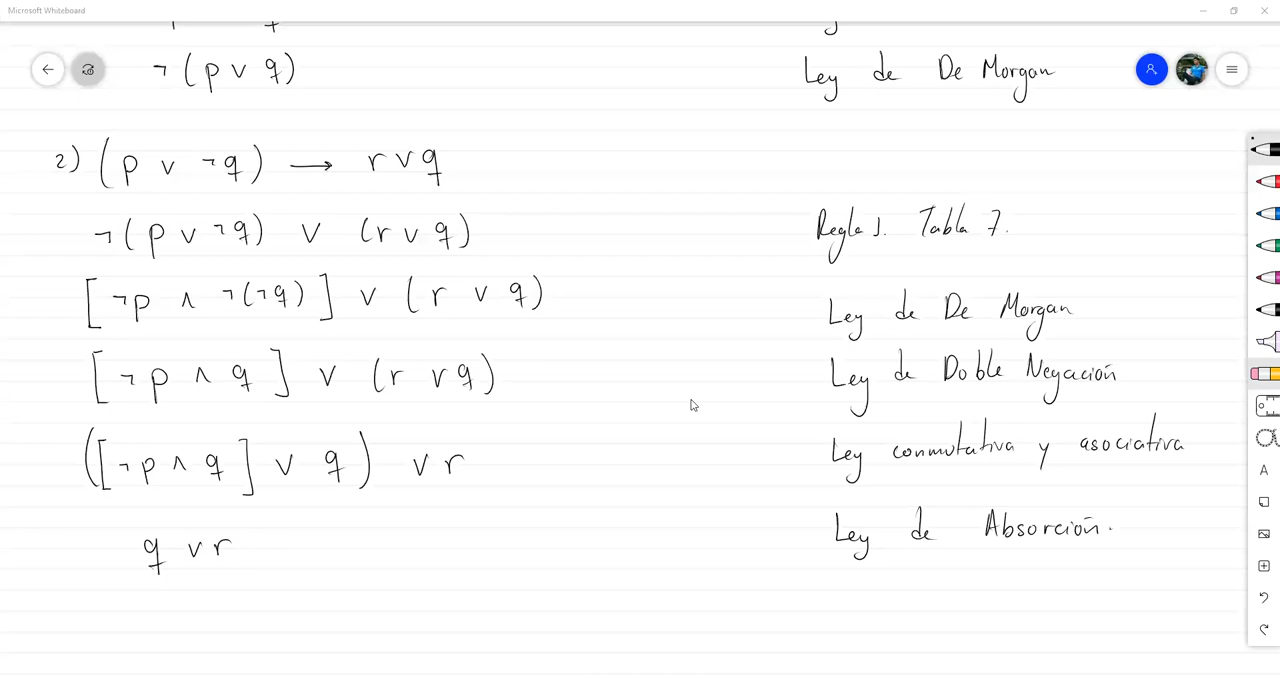 Microsoft Whiteboard
¬ (p ∨ q) Ley de De Morgan
2) (p ∨ ¬q) → r ∨ q
¬(p ∨ ¬q) ∨ (r ∨ q) Regla 1. Tabla 7.
[¬p ∧ ¬(¬q)] ∨ (r ∨ q) Ley de De Morgan
[¬p ∧ q] ∨ (r ∨ q) Ley de Doble Negación
([¬p ∧ q] ∨ q) ∨ r Ley conmutativa y asociativa
q ∨ r Ley de Absorción.
A